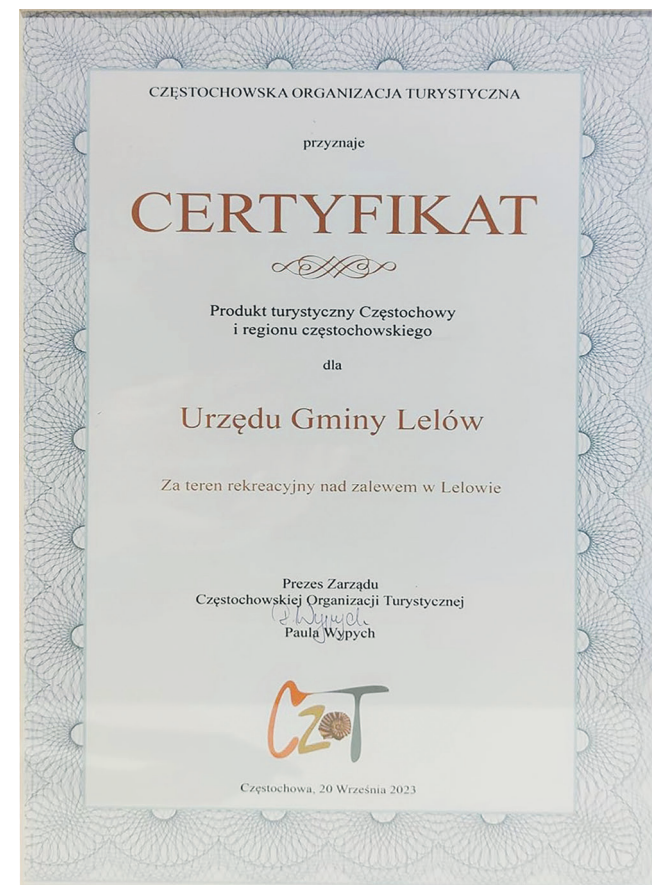 CZĘSTOCHOWSKA ORGANIZACJA TURYSTYCZNA
przyznaje
CERTYFIKAT
Produkt turystyczny Częstochowy
i regionu częstochowskiego
dla
Urzędu Gminy Lelów
Za teren rekreacyjny nad zalewem w Lelowie
Prezes Zarządu
Częstochowskiej Organizacji Turystycznej
P Wypych
Paula Wypych
CzoT
Częstochowa, 20 Września 2023